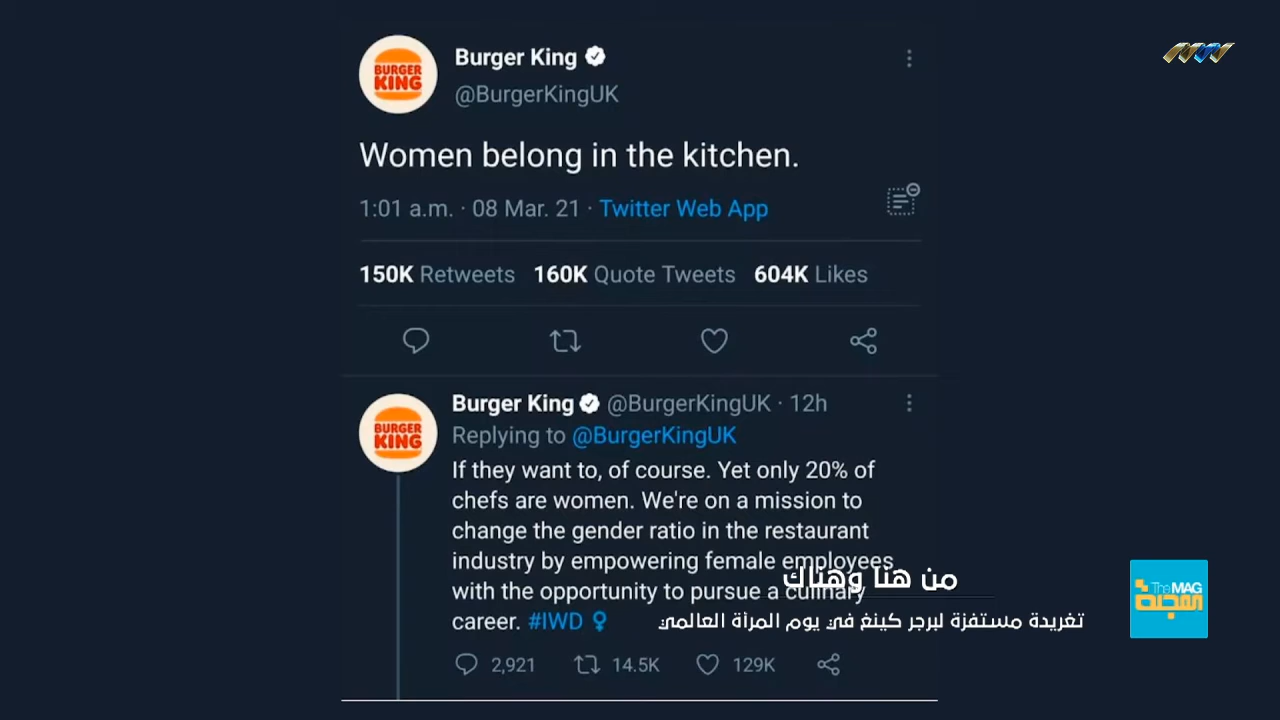 BURGER
KING
Burger King
@BurgerKingUK
Women belong in the kitchen.
1:01 a.m. · 08 Mar. 21 · Twitter Web App
150K Retweets 160K Quote Tweets 604K Likes
BURGER
KING
Burger King @BurgerKingUK · 12h
Replying to @BurgerKingUK
If they want to, of course. Yet only 20% of
chefs are women. We're on a mission to
change the gender ratio in the restaurant
industry by empowering female employees
with the opportunity to pursue a culinary
career. #IWD ♀
2,921 14.5K 129K
من هنا وهناك
تغريدة مستفزة لبرجر كينغ في يوم المرأة العالمي
The MAG
المجلة